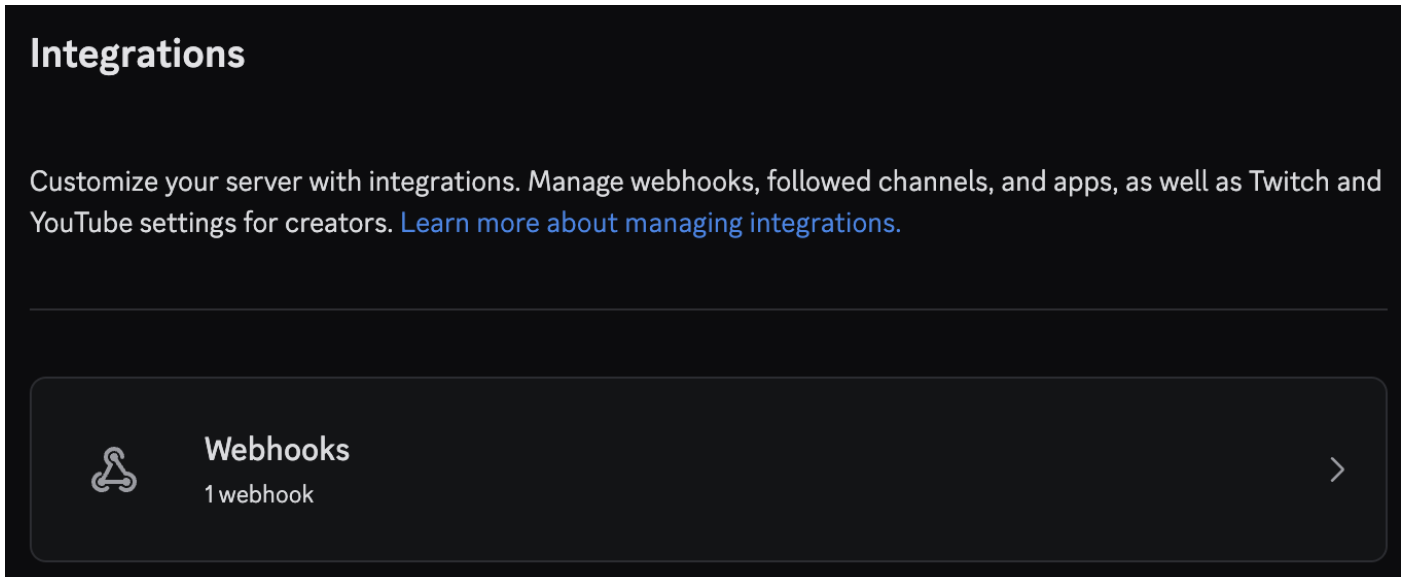 Integrations
Customize your server with integrations. Manage webhooks, followed channels, and apps, as well as Twitch and
YouTube settings for creators. Learn more about managing integrations.
Webhooks
1 webhook